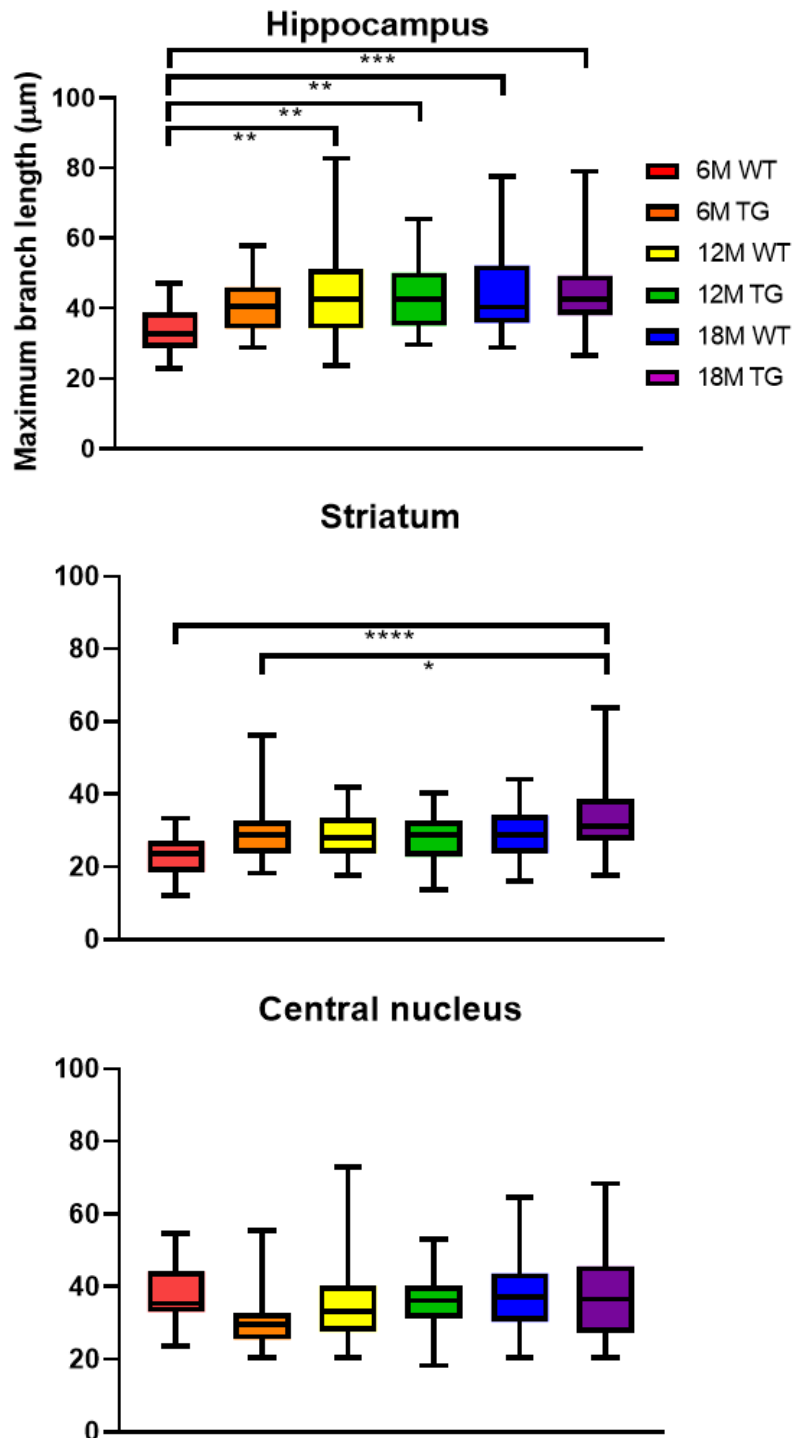 Hippocampus
***
**
**
**
Maximum branch length (μm)
100
80
60
40
20
0
6M WT
6M TG
12M WT
12M TG
18M WT
18M TG
Striatum
100
80
60
40
20
0
****
*
Central nucleus
100
80
60
40
20
0